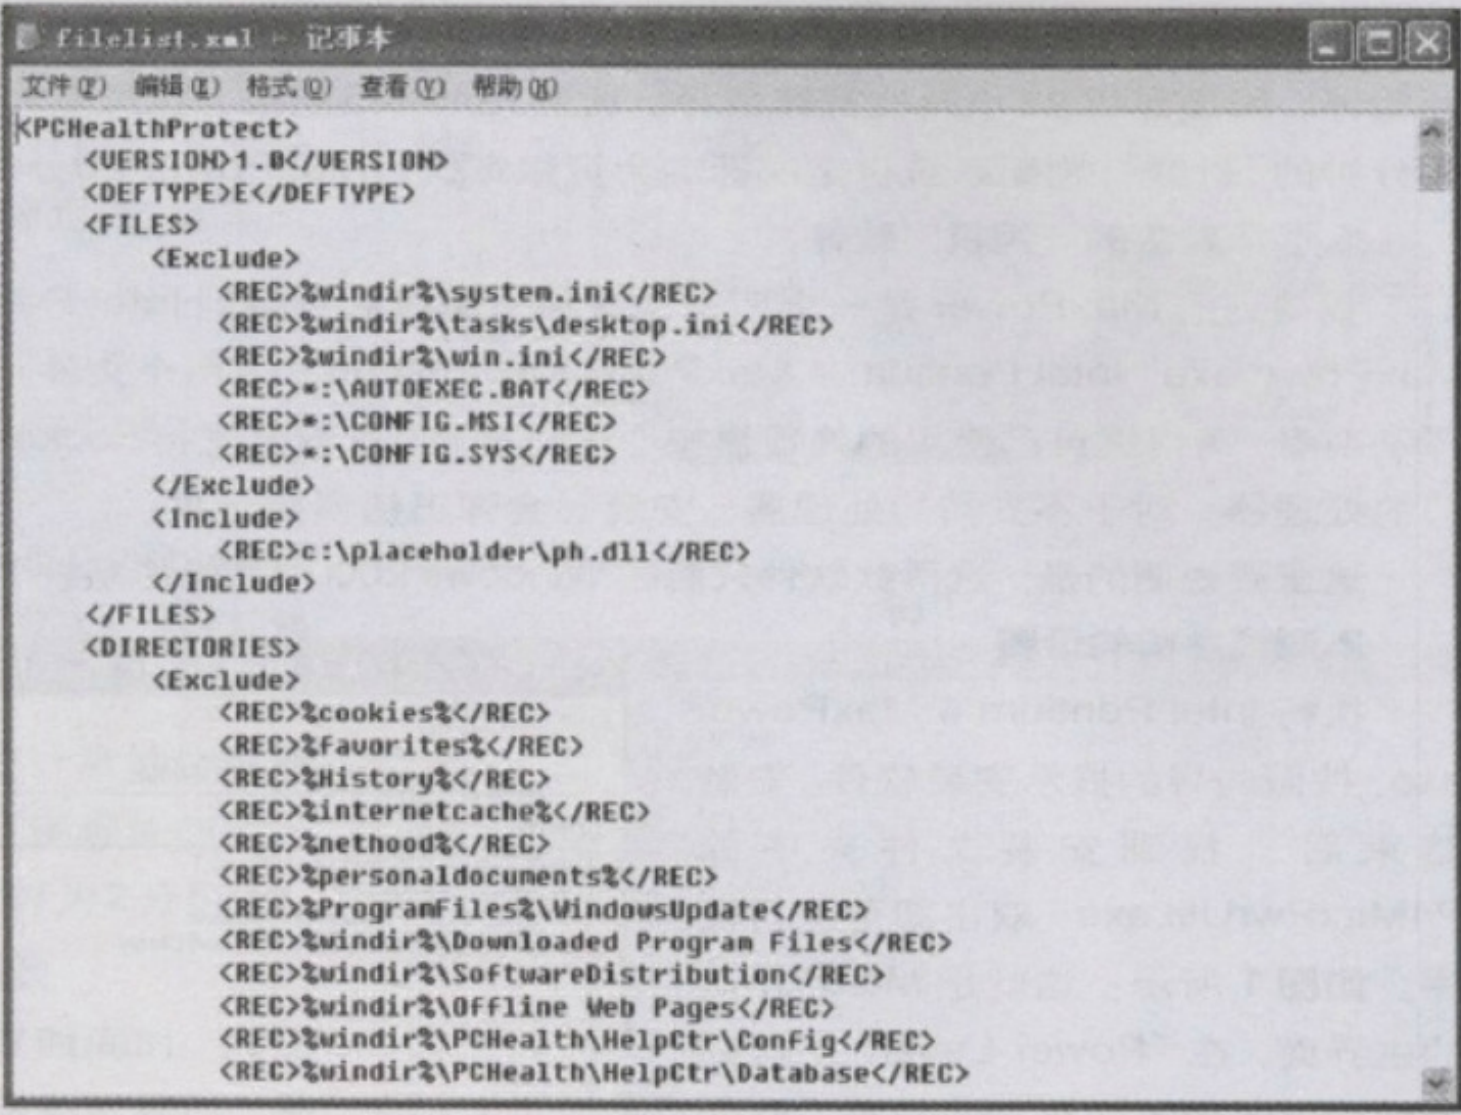 filelist.xml - 记事本
文件(F) 编辑(E) 格式(O) 查看(V) 帮助(H)
<PCHealthProtect>
<VERSION>1.0</VERSION>
<DEFTYPE>E</DEFTYPE>
<FILES>
<Exclude>
<REC>%windir%\system.ini</REC>
<REC>%windir%\tasks\desktop.ini</REC>
<REC>%windir%\win.ini</REC>
<REC>*:\AUTOEXEC.BAT</REC>
<REC>*:\CONFIG.MSI</REC>
<REC>*:\CONFIG.SYS</REC>
</Exclude>
<Include>
<REC>c:\placeholder\ph.dll</REC>
</Include>
</FILES>
<DIRECTORIES>
<Exclude>
<REC>%cookies%</REC>
<REC>%favorites%</REC>
<REC>%History%</REC>
<REC>%internetcache%</REC>
<REC>%nethood%</REC>
<REC>%personaldocuments%</REC>
<REC>%ProgramFiles%\WindowsUpdate</REC>
<REC>%windir%\Downloaded Program Files</REC>
<REC>%windir%\SoftwareDistribution</REC>
<REC>%windir%\Offline Web Pages</REC>
<REC>%windir%\PCHealth\HelpCtr\Config</REC>
<REC>%windir%\PCHealth\HelpCtr\Database</REC>